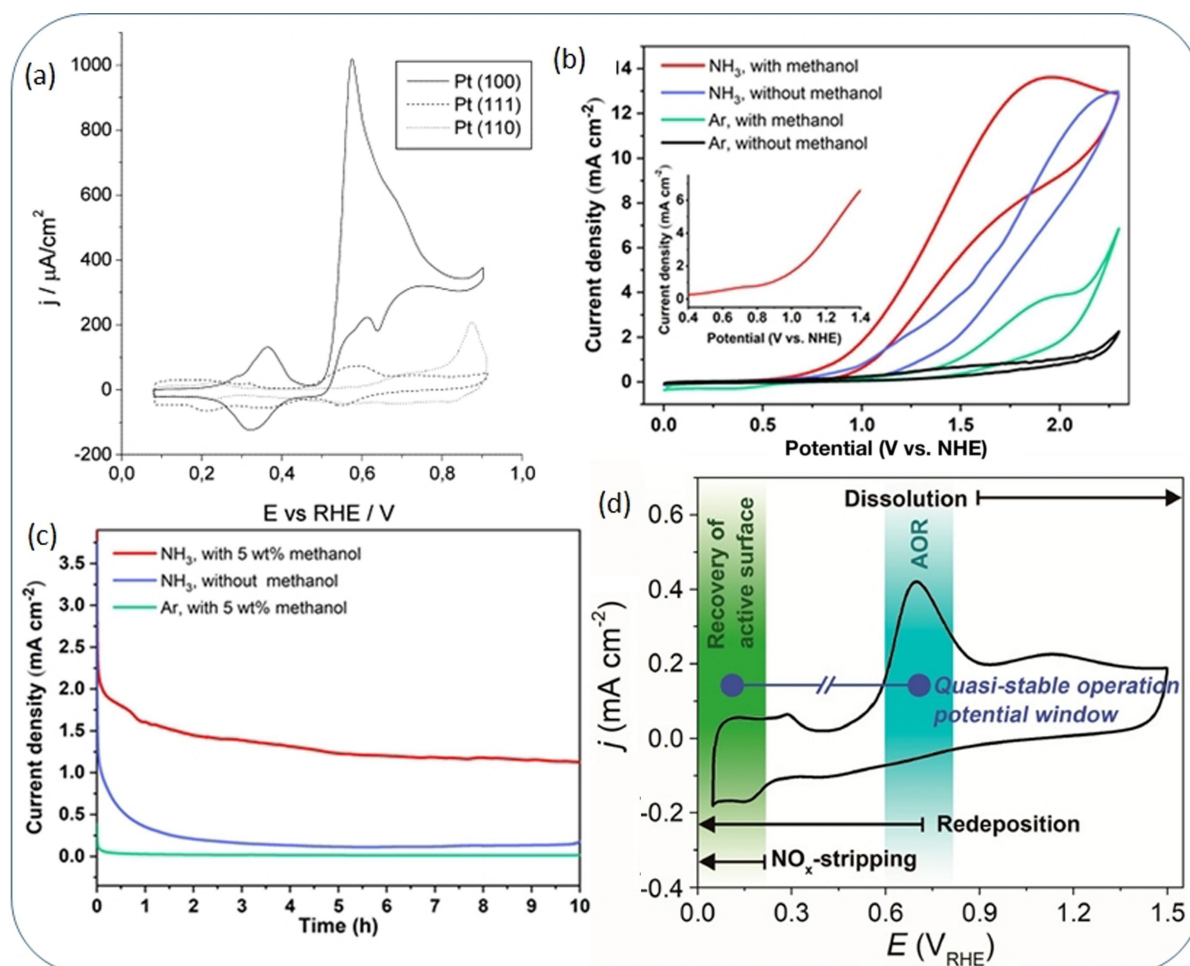 (a)
1000
800
600
400
200
0
-200
j / μA/cm²
Pt (100)
Pt (111)
Pt (110)
0,0
0,2
0,4
0,6
0,8
1,0
E vs RHE / V
(b)
14
12
10
8
6
4
2
0
Current density (mA cm⁻²)
NH₃, with methanol
NH₃, without methanol
Ar, with methanol
Ar, without methanol
Current density (mA cm⁻²)
6
4
2
0
0.4 0.6 0.8 1.0 1.2 1.4
Potential (V vs. NHE)
0.0 0.5 1.0 1.5 2.0
Potential (V vs. NHE)
(c)
3.5
3.0
2.5
2.0
1.5
1.0
0.5
0.0
Current density (mA cm⁻²)
NH₃, with 5 wt% methanol
NH₃, without methanol
Ar, with 5 wt% methanol
0 1 2 3 4 5 6 7 8 9 10
Time (h)
(d)
0.6
0.4
0.2
0.0
-0.2
-0.4
j (mA cm⁻²)
Dissolution
Recovery of
active surface
AOR
Quasi-stable operation
potential window
Redeposition
NOₓ-stripping
0.0 0.3 0.6 0.9 1.2 1.5
E (V_RHE)